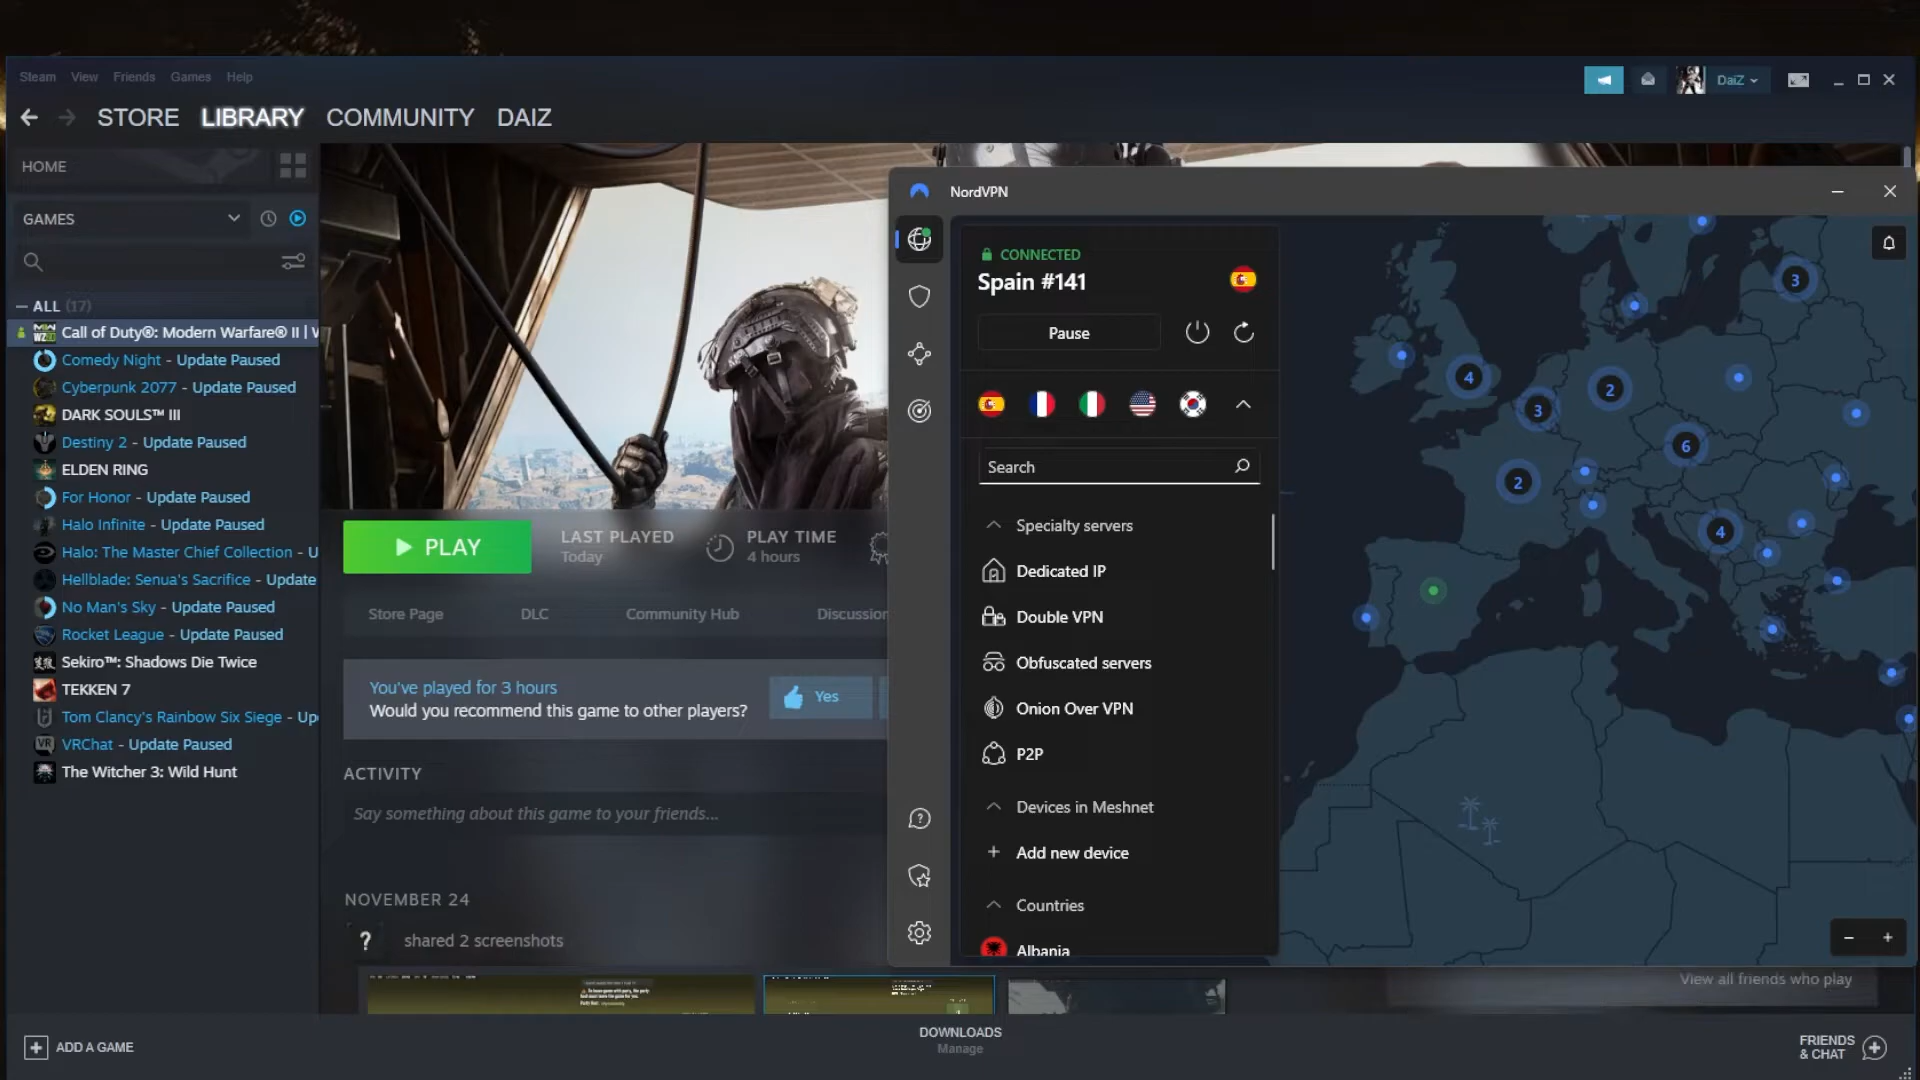 Steam View Friends Games Help
DaiZ
STORE LIBRARY COMMUNITY DAIZ
HOME
GAMES
— ALL (17)
Call of Duty®: Modern Warfare® II |
Comedy Night - Update Paused
Cyberpunk 2077 - Update Paused
DARK SOULS™ III
Destiny 2 - Update Paused
ELDEN RING
For Honor - Update Paused
Halo Infinite - Update Paused
Halo: The Master Chief Collection - U
Hellblade: Senua's Sacrifice - Update
No Man's Sky - Update Paused
Rocket League - Update Paused
Sekiro™: Shadows Die Twice
TEKKEN 7
Tom Clancy's Rainbow Six Siege - Up
VRChat - Update Paused
The Witcher 3: Wild Hunt
PLAY
LAST PLAYED
Today
PLAY TIME
4 hours
Store Page DLC Community Hub Discussion
You've played for 3 hours
Would you recommend this game to other players?
Yes
ACTIVITY
Say something about this game to your friends...
NOVEMBER 24
? shared 2 screenshots
NordVPN
CONNECTED
Spain #141
Pause
Search
Specialty servers
Dedicated IP
Double VPN
Obfuscated servers
Onion Over VPN
P2P
Devices in Meshnet
+ Add new device
Countries
Albania
3
4
3
2
6
2
4
− +
View all friends who play
+ ADD A GAME
DOWNLOADS
Manage
FRIENDS
& CHAT